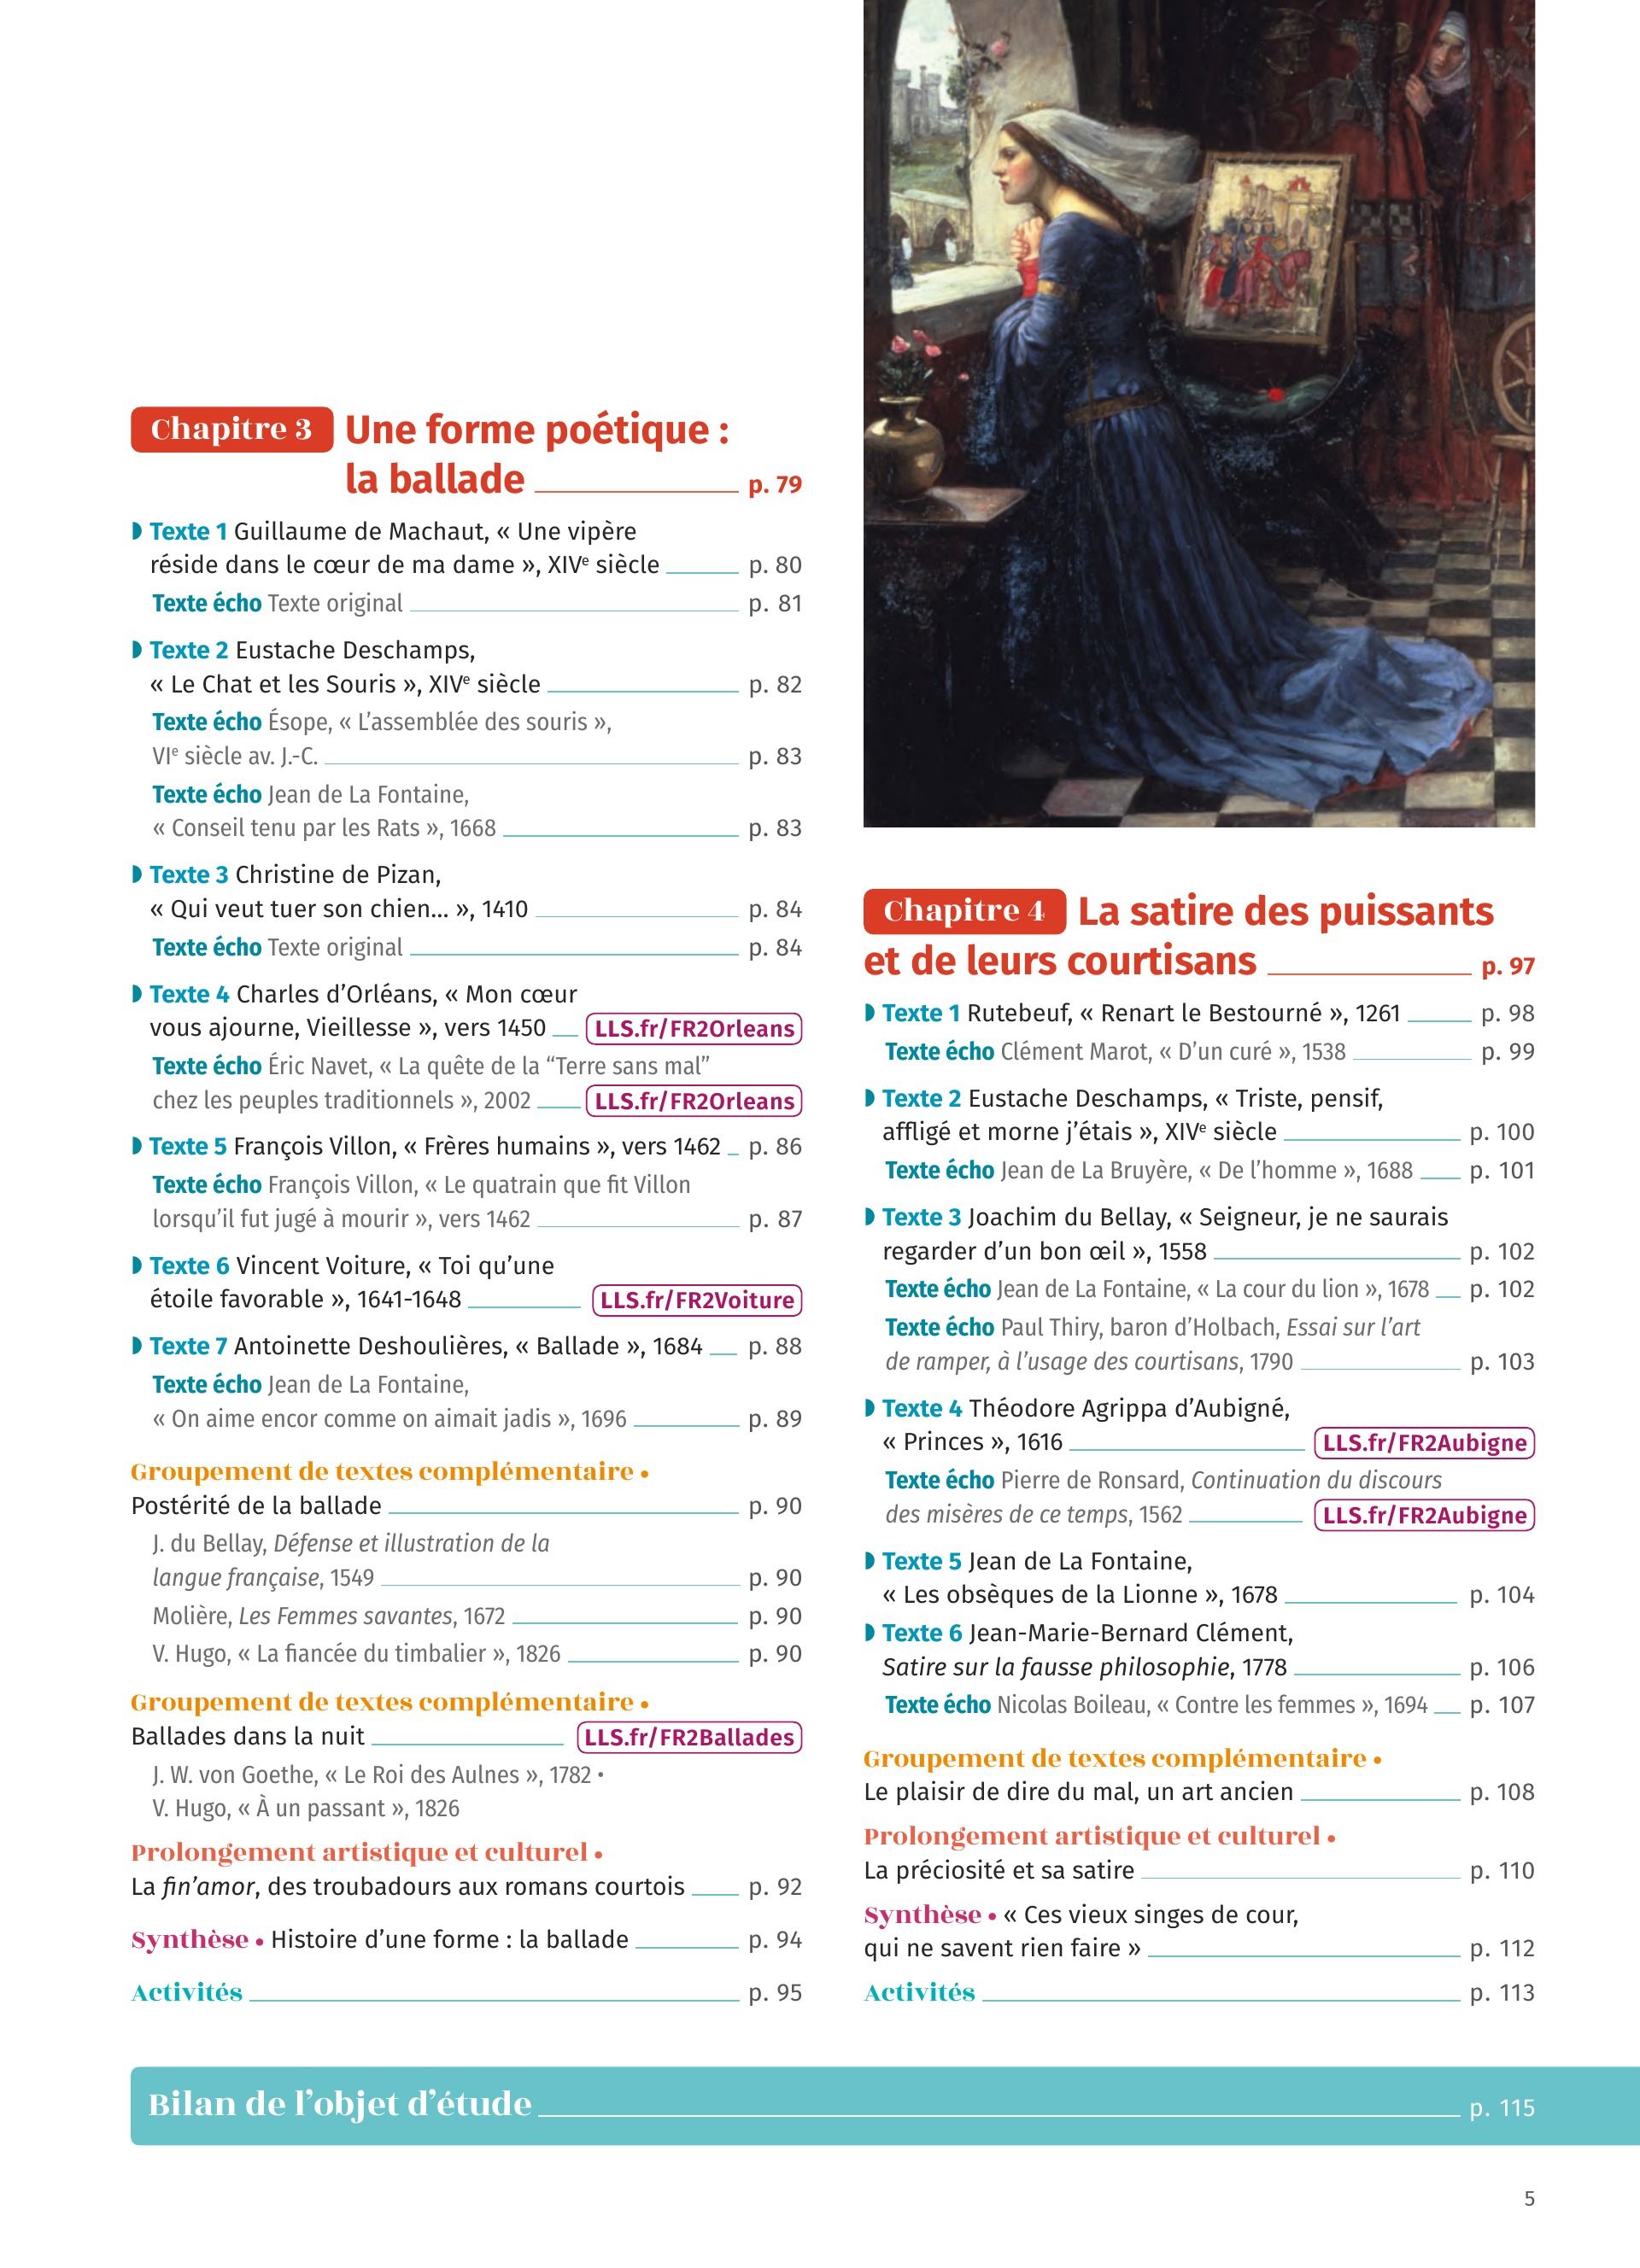 Chapitre 3 Une forme poétique :
la ballade p. 79
Texte 1 Guillaume de Machaut, « Une vipère
réside dans le cœur de ma dame », XIVe siècle p. 80
Texte écho Texte original p. 81
Texte 2 Eustache Deschamps,
« Le Chat et les Souris », XIVe siècle p. 82
Texte écho Ésope, « L’assemblée des souris »,
VIe siècle av. J.-C. p. 83
Texte écho Jean de La Fontaine,
« Conseil tenu par les Rats », 1668 p. 83
Texte 3 Christine de Pizan,
« Qui veut tuer son chien... », 1410 p. 84
Texte écho Texte original p. 84
Texte 4 Charles d’Orléans, « Mon cœur
vous ajourne, Vieillesse », vers 1450 LLS.fr/FR2Orleans
Texte écho Éric Navet, « La quête de la “Terre sans mal”
chez les peuples traditionnels », 2002 LLS.fr/FR2Orleans
Texte 5 François Villon, « Frères humains », vers 1462 p. 86
Texte écho François Villon, « Le quatrain que fit Villon
lorsqu’il fut jugé à mourir », vers 1462 p. 87
Texte 6 Vincent Voiture, « Toi qu’une
étoile favorable », 1641-1648 LLS.fr/FR2Voiture
Texte 7 Antoinette Deshoulières, « Ballade », 1684 p. 88
Texte écho Jean de La Fontaine,
« On aime encor comme on aimait jadis », 1696 p. 89
Groupement de textes complémentaire •
Postérité de la ballade p. 90
J. du Bellay, Défense et illustration de la
langue française, 1549 p. 90
Molière, Les Femmes savantes, 1672 p. 90
V. Hugo, « La fiancée du timbalier », 1826 p. 90
Groupement de textes complémentaire •
Ballades dans la nuit LLS.fr/FR2Ballades
J. W. von Goethe, « Le Roi des Aulnes », 1782 •
V. Hugo, « À un passant », 1826
Prolongement artistique et culturel •
La fin’amor, des troubadours aux romans courtois p. 92
Synthèse • Histoire d’une forme : la ballade p. 94
Activités p. 95
Chapitre 4 La satire des puissants
et de leurs courtisans p. 97
Texte 1 Rutebeuf, « Renart le Bestourné », 1261 p. 98
Texte écho Clément Marot, « D’un curé », 1538 p. 99
Texte 2 Eustache Deschamps, « Triste, pensif,
affligé et morne j’étais », XIVe siècle p. 100
Texte écho Jean de La Bruyère, « De l’homme », 1688 p. 101
Texte 3 Joachim du Bellay, « Seigneur, je ne saurais
regarder d’un bon œil », 1558 p. 102
Texte écho Jean de La Fontaine, « La cour du lion », 1678 p. 102
Texte écho Paul Thiry, baron d’Holbach, Essai sur l’art
de ramper, à l’usage des courtisans, 1790 p. 103
Texte 4 Théodore Agrippa d’Aubigné,
« Princes », 1616 LLS.fr/FR2Aubigne
Texte écho Pierre de Ronsard, Continuation du discours
des misères de ce temps, 1562 LLS.fr/FR2Aubigne
Texte 5 Jean de La Fontaine,
« Les obsèques de la Lionne », 1678 p. 104
Texte 6 Jean-Marie-Bernard Clément,
Satire sur la fausse philosophie, 1778 p. 106
Texte écho Nicolas Boileau, « Contre les femmes », 1694 p. 107
Groupement de textes complémentaire •
Le plaisir de dire du mal, un art ancien p. 108
Prolongement artistique et culturel •
La préciosité et sa satire p. 110
Synthèse • « Ces vieux singes de cour,
qui ne savent rien faire » p. 112
Activités p. 113
Bilan de l’objet d’étude p. 115
5